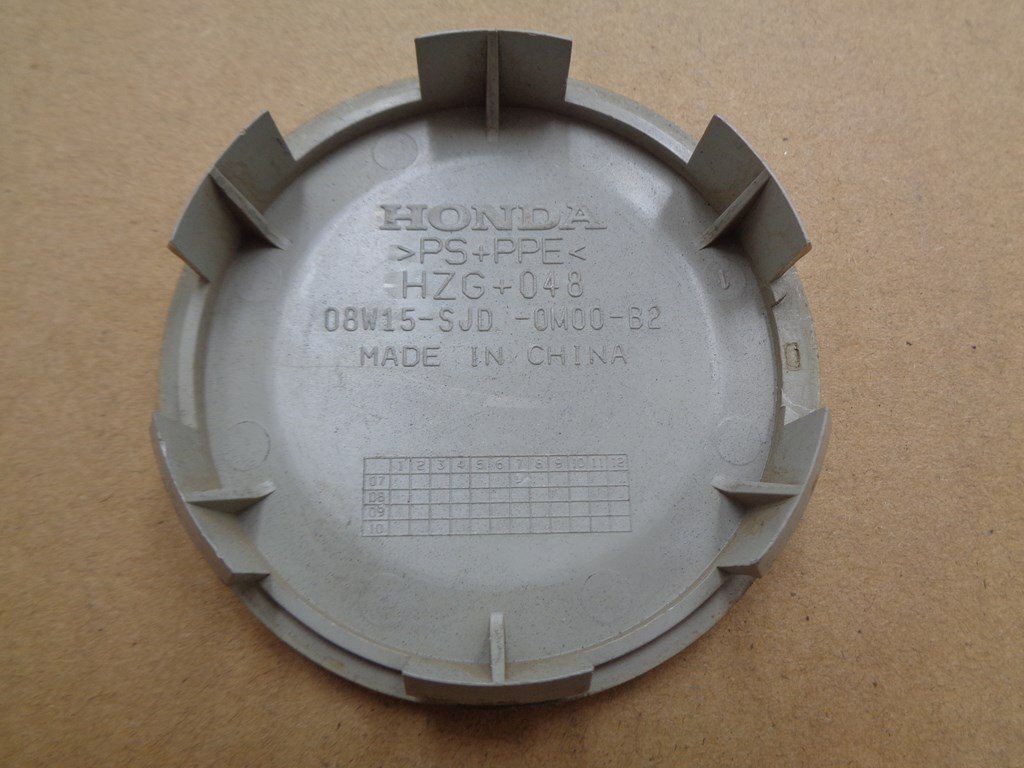 HONDA
>PS+PPE<
HZG+048
08W15-SJD -0M00-B2
MADE IN CHINA
1 2 3 4 5 6 7 8 9 10 11 12
07
08
09
10
1